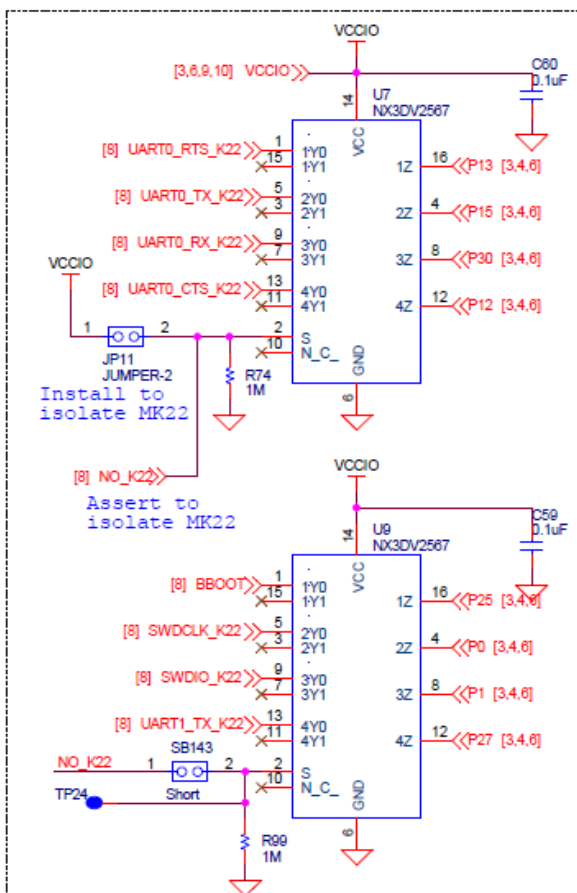 VCCIO
[3,6,9,10] VCCIO
C60
0.1uF
U7
NX3DV2567
14
VCC
[8] UART0_RTS_K22
1
1Y0
15
1Y1
1Z
16
P13 [3,4,6]
[8] UART0_TX_K22
5
2Y0
3
2Y1
2Z
4
P15 [3,4,6]
[8] UART0_RX_K22
9
3Y0
7
3Y1
3Z
8
P30 [3,4,6]
[8] UART0_CTS_K22
13
4Y0
11
4Y1
4Z
12
P12 [3,4,6]
VCCIO
1
2
JP11
JUMPER-2
2
S
10
N_C_
GND
6
R74
1M
Install to
isolate MK22
[8] NO_K22
Assert to
isolate MK22
VCCIO
C59
0.1uF
U9
NX3DV2567
14
VCC
[8] BBOOT
1
1Y0
15
1Y1
1Z
16
P25 [3,4,6]
[8] SWDCLK_K22
5
2Y0
3
2Y1
2Z
4
P0 [3,4,6]
[8] SWDIO_K22
9
3Y0
7
3Y1
3Z
8
P1 [3,4,6]
[8] UART1_TX_K22
13
4Y0
11
4Y1
4Z
12
P27 [3,4,6]
SB143
NO_K22
1
2
2
S
10
N_C_
GND
6
TP24
Short
R99
1M